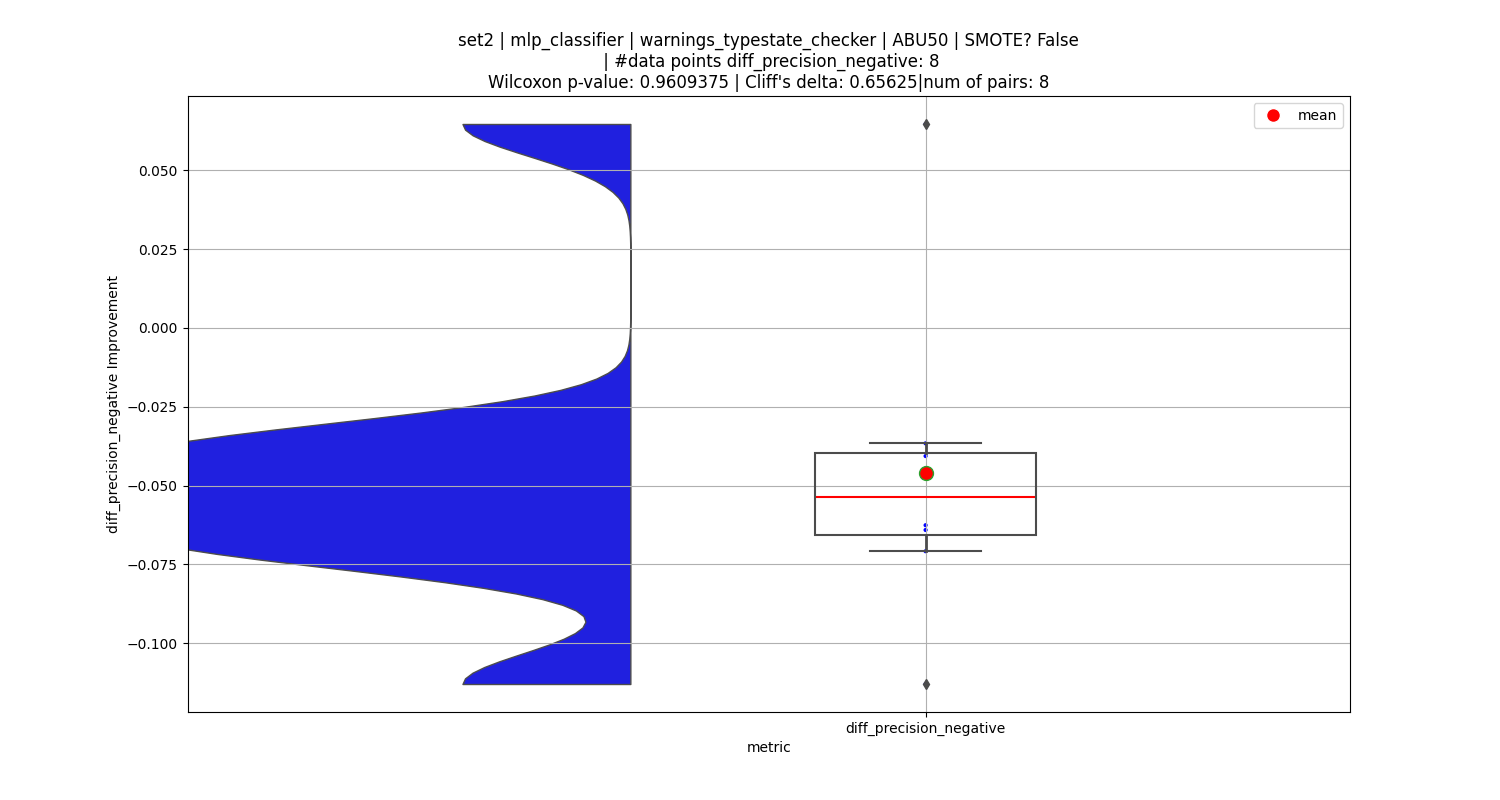 set2 | mlp_classifier | warnings_typestate_checker | ABU50 | SMOTE? False
| #data points diff_precision_negative: 8
Wilcoxon p-value: 0.9609375 | Cliff's delta: 0.65625|num of pairs: 8
mean
0.050
0.025
0.000
−0.025
−0.050
−0.075
−0.100
diff_precision_negative Improvement
diff_precision_negative
metric